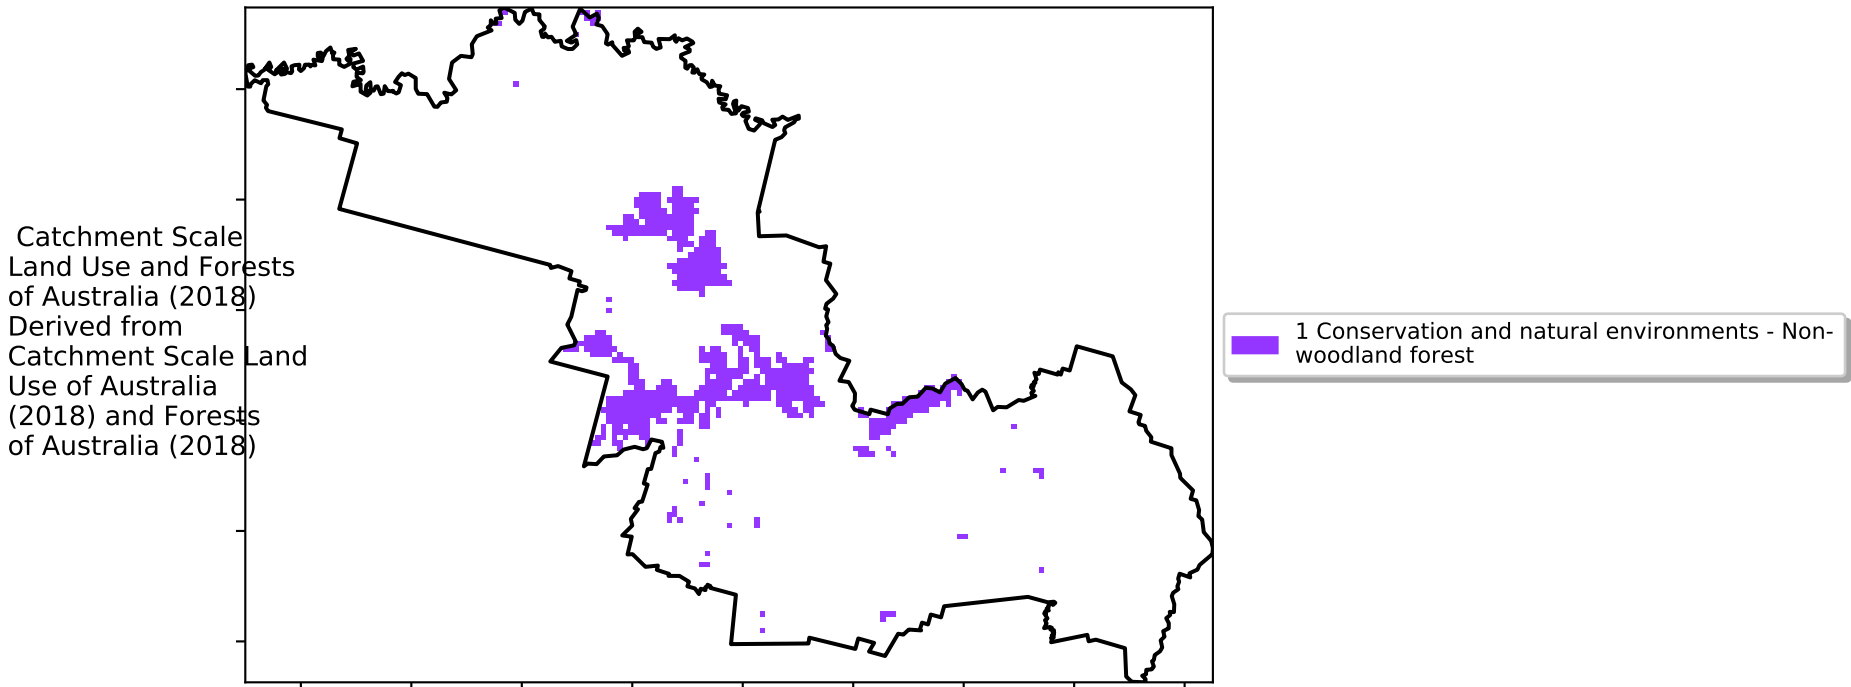 Catchment Scale
Land Use and Forests
of Australia (2018)
Derived from
Catchment Scale Land
Use of Australia
(2018) and Forests
of Australia (2018)
1 Conservation and natural environments - Non-
woodland forest